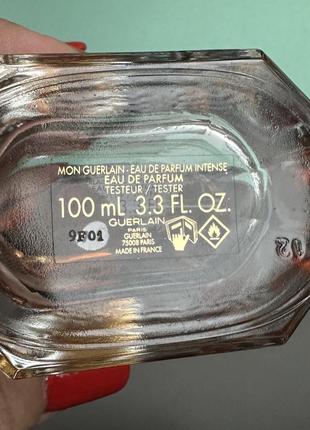 MON GUERLAIN - EAU DE PARFUM INTENSE
EAU DE PARFUM
TESTEUR / TESTER
100 mL 3.3 FL. OZ.
GUERLAIN
PARIS
9F01
GUERLAIN
75008 PARIS
MADE IN FRANCE